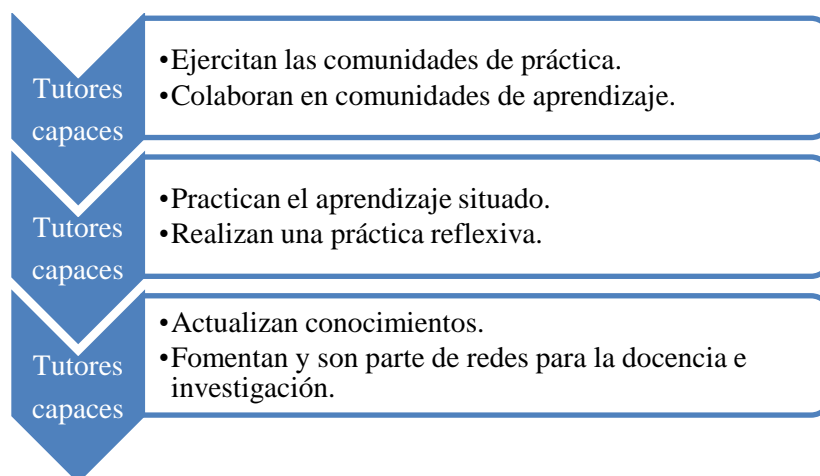 Tutores
capaces
•Ejercitan las comunidades de práctica.
•Colaboran en comunidades de aprendizaje.
Tutores
capaces
•Practican el aprendizaje situado.
•Realizan una práctica reflexiva.
Tutores
capaces
•Actualizan conocimientos.
•Fomentan y son parte de redes para la docencia e
investigación.